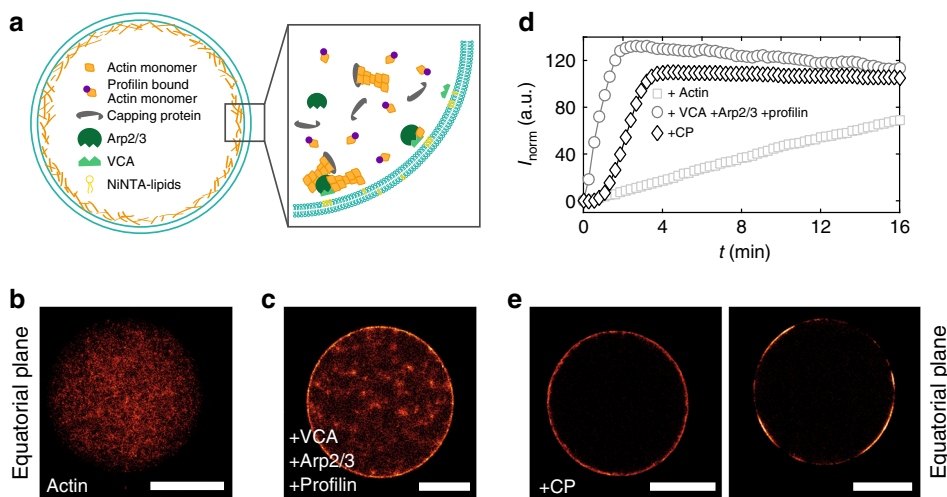 a
Actin monomer
Profilin bound
Actin monomer
Capping protein
Arp2/3
VCA
NiNTA-lipids
d
I norm (a.u.)
120
80
40
0
+ Actin
+ VCA +Arp2/3 +profilin
+CP
0
4
8
12
16
t (min)
b
Equatorial plane
Actin
c
+VCA
+Arp2/3
+Profilin
e
+CP
Equatorial plane